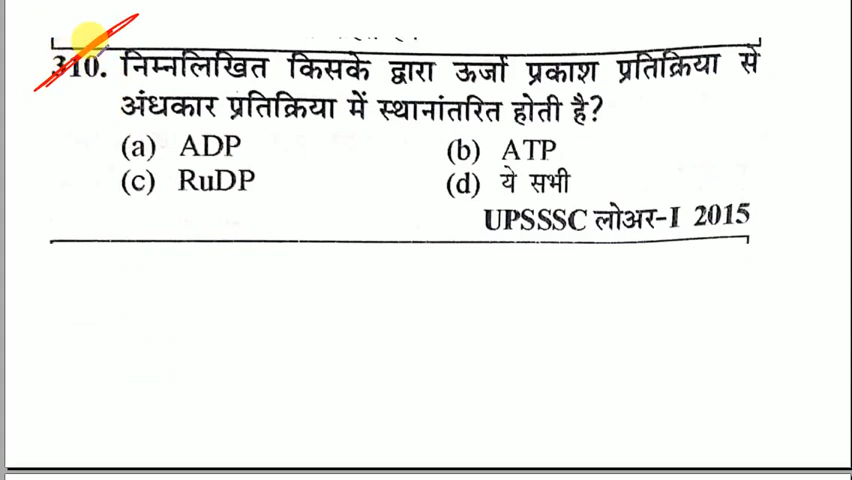 310. निम्नलिखित किसके द्वारा ऊर्जा प्रकाश प्रतिक्रिया से
अंधकार प्रतिक्रिया में स्थानांतरित होती है?
(a) ADP (b) ATP
(c) RuDP (d) ये सभी
UPSSSC लोअर-I 2015